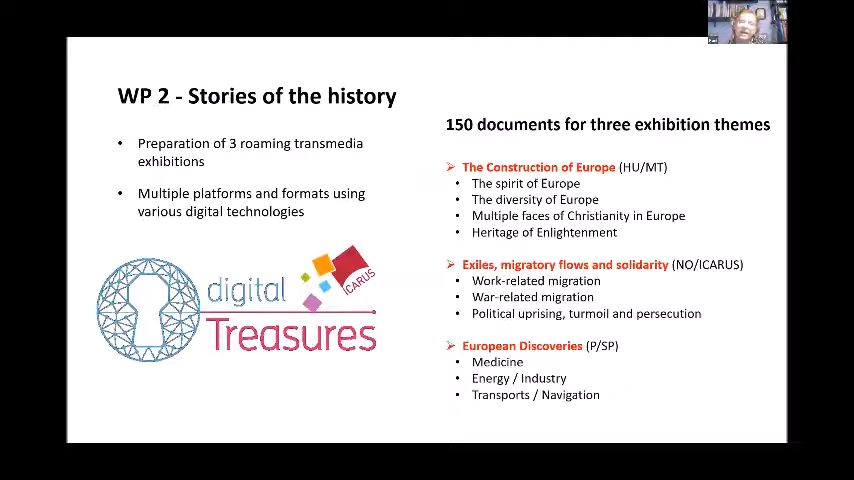 WP 2 - Stories of the history
• Preparation of 3 roaming transmedia
exhibitions
• Multiple platforms and formats using
various digital technologies
digital
Treasures
ICARUS
150 documents for three exhibition themes
The Construction of Europe (HU/MT)
• The spirit of Europe
• The diversity of Europe
• Multiple faces of Christianity in Europe
• Heritage of Enlightenment
Exiles, migratory flows and solidarity (NO/ICARUS)
• Work-related migration
• War-related migration
• Political uprising, turmoil and persecution
European Discoveries (P/SP)
• Medicine
• Energy / Industry
• Transports / Navigation